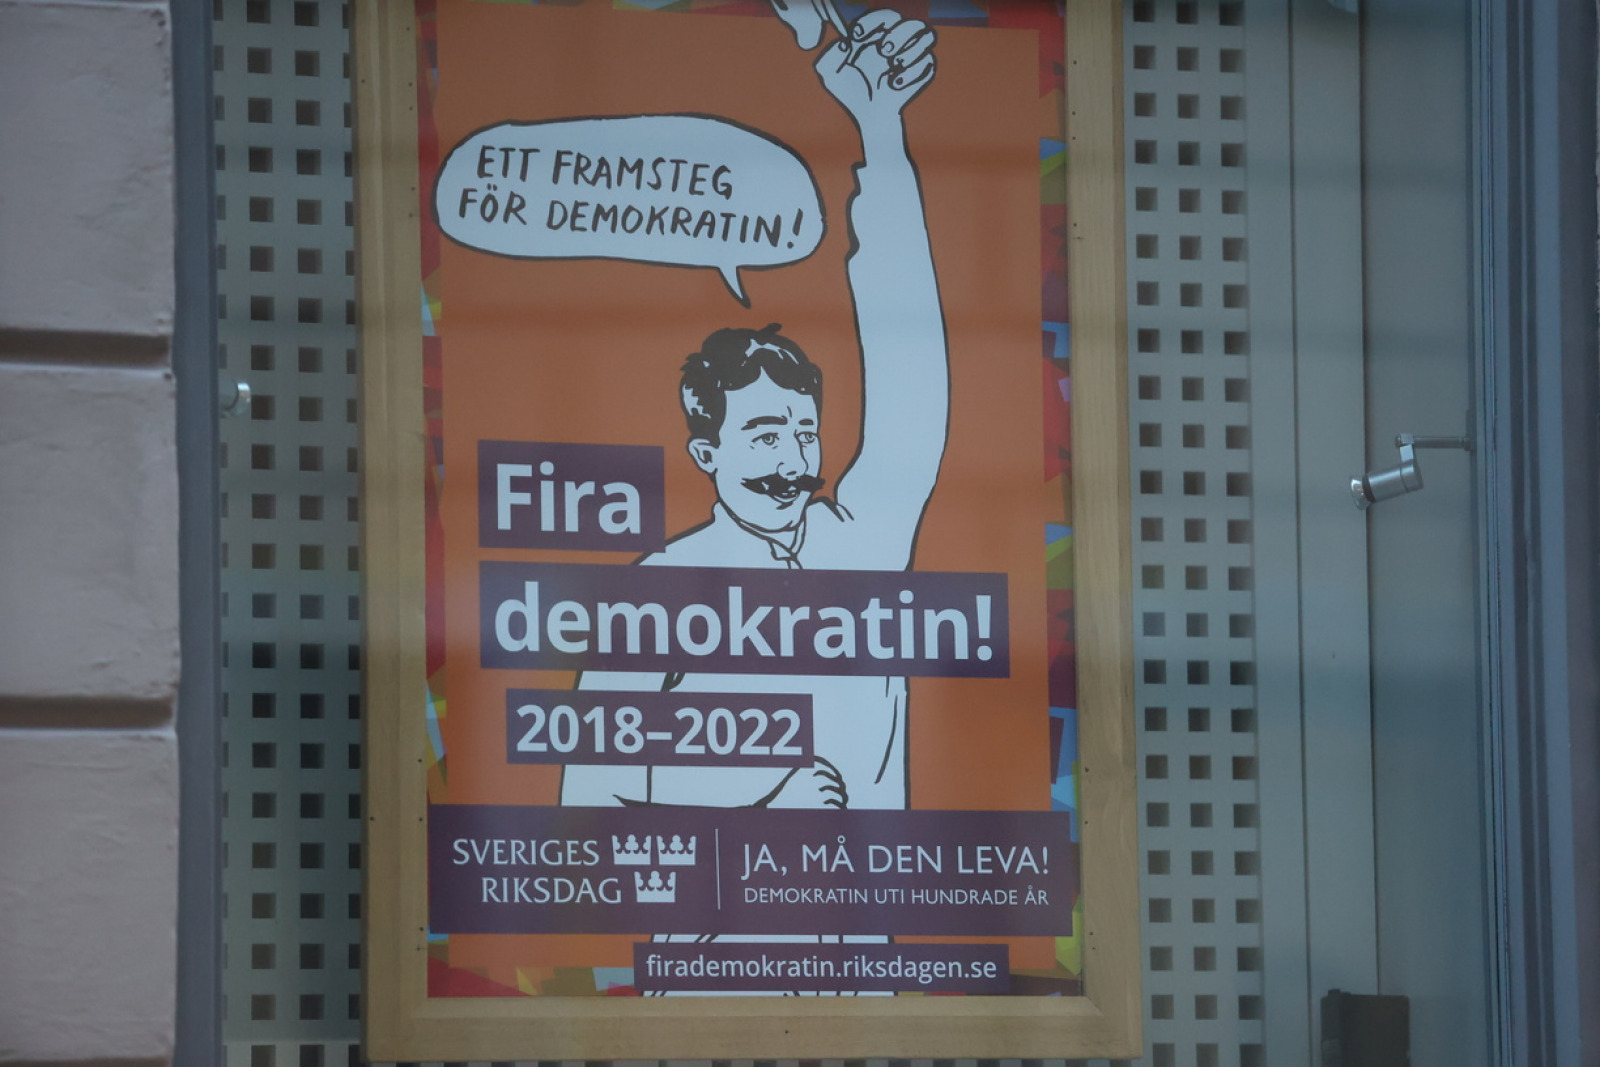 ETT FRAMSTEG
FÖR DEMOKRATIN!
Fira
demokratin!
2018–2022
SVERIGES
RIKSDAG
JA, MÅ DEN LEVA!
DEMOKRATIN UTI HUNDRADE ÅR
firademokratin.riksdagen.se